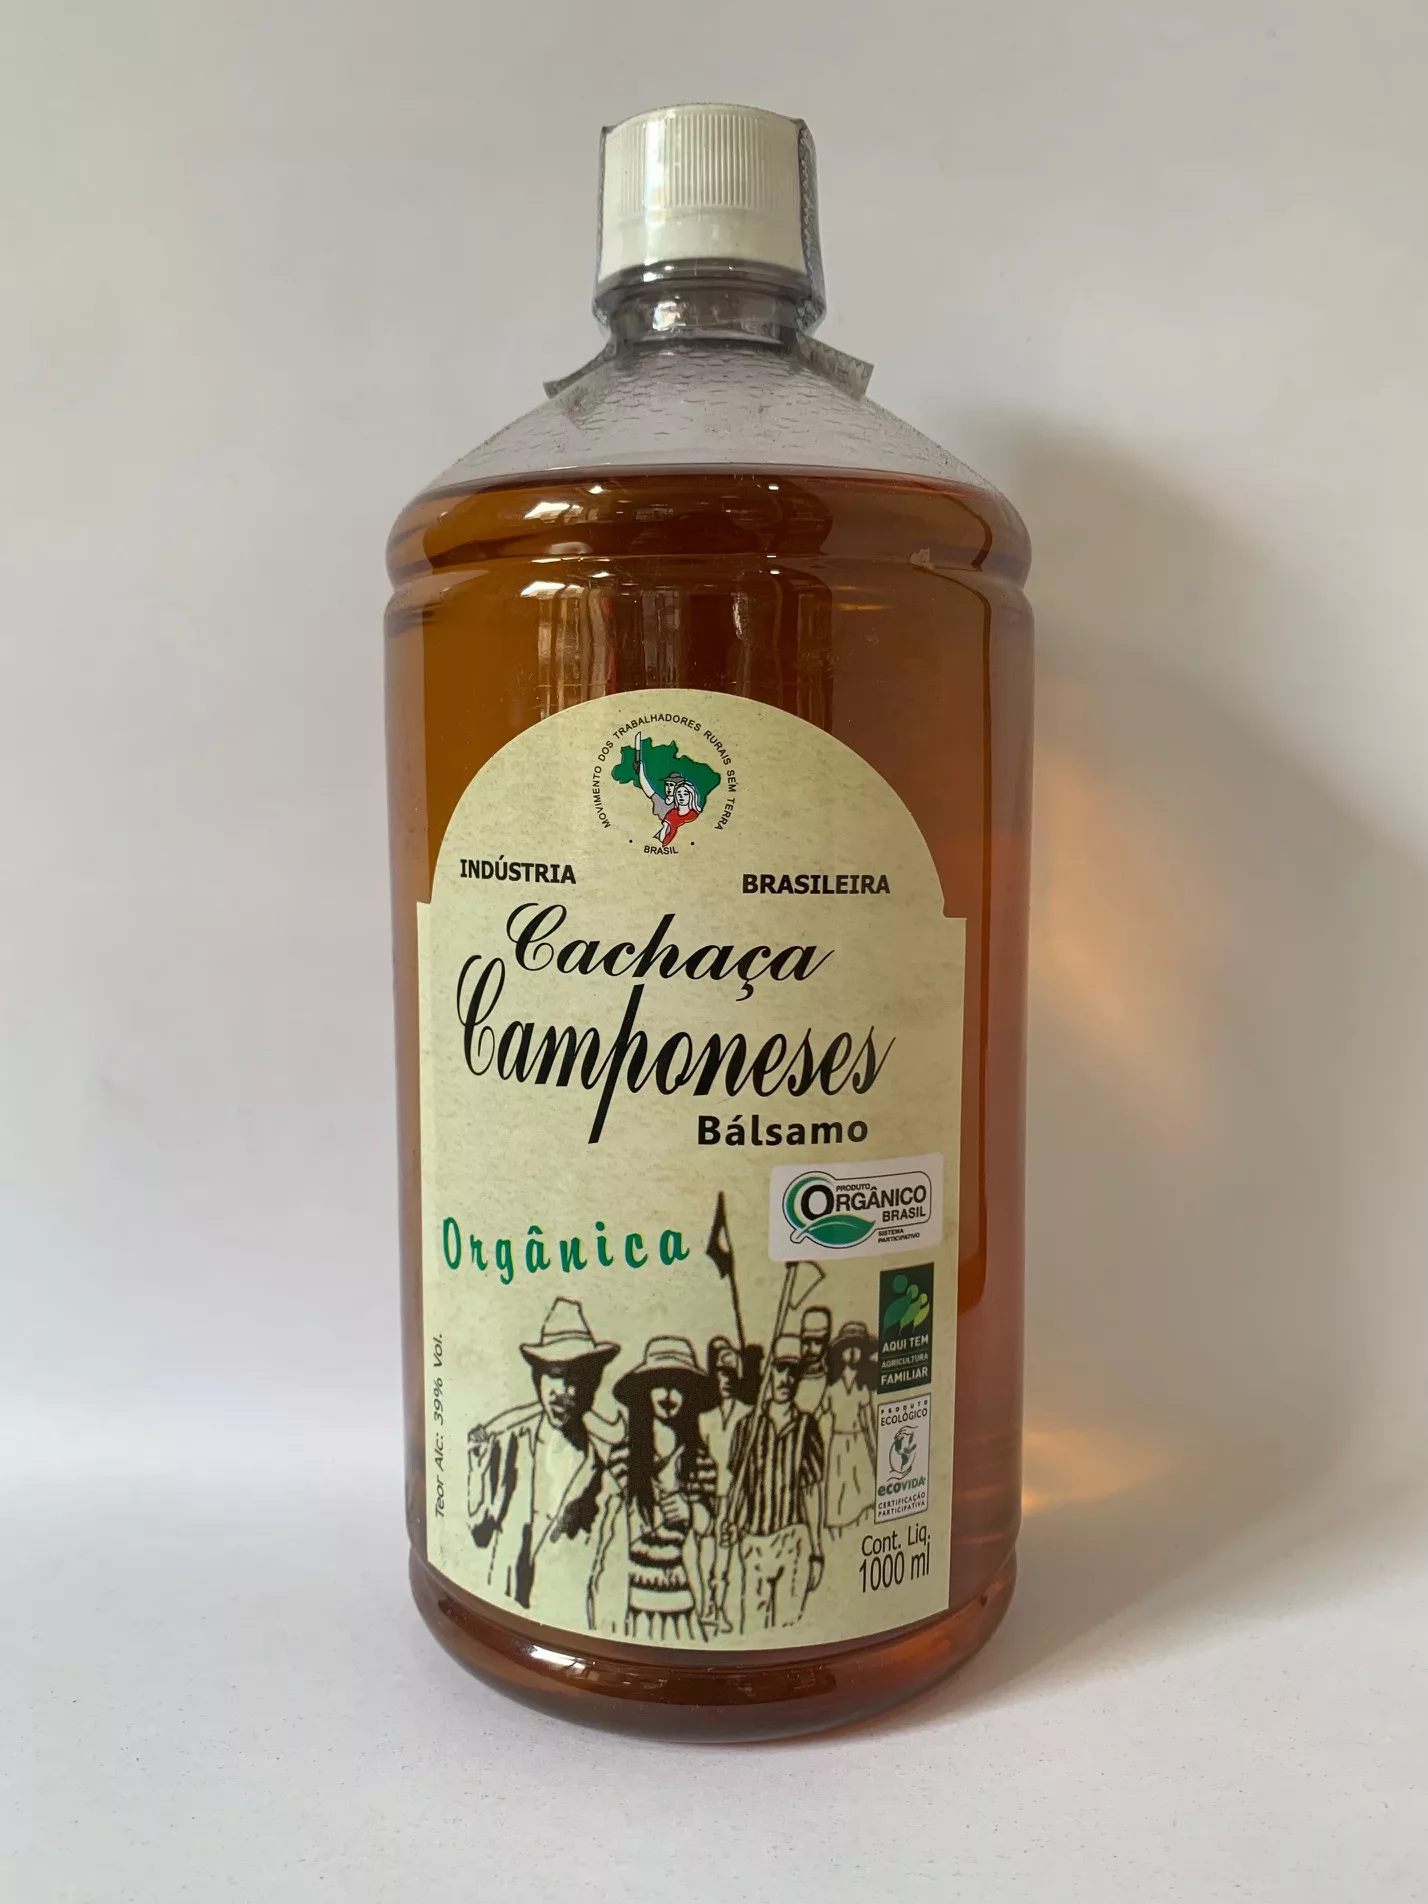 MOVIMENTO DOS TRABALHADORES RURAIS SEM TERRA
· BRASIL ·
INDÚSTRIA BRASILEIRA
Cachaça
Camponeses
Bálsamo
PRODUTO
ORGÂNICO
BRASIL
SISTEMA
PARTICIPATIVO
Orgânica
AQUI TEM
AGRICULTURA
FAMILIAR
Teor Alc: 39% Vol.
PRODUTO
ECOLÓGICO
ecoVIDA
CERTIFICAÇÃO
PARTICIPATIVA
Cont. Liq.
1000 ml